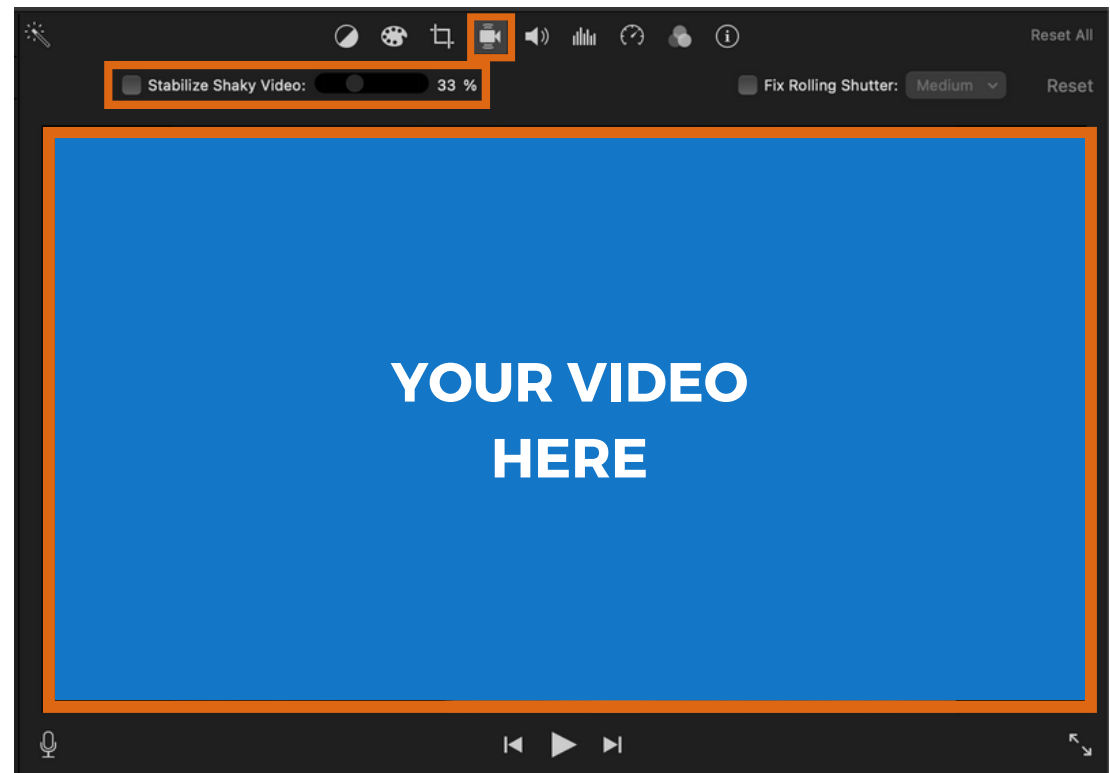 Reset All
Stabilize Shaky Video: 33 % Fix Rolling Shutter: Medium Reset
YOUR VIDEO
HERE